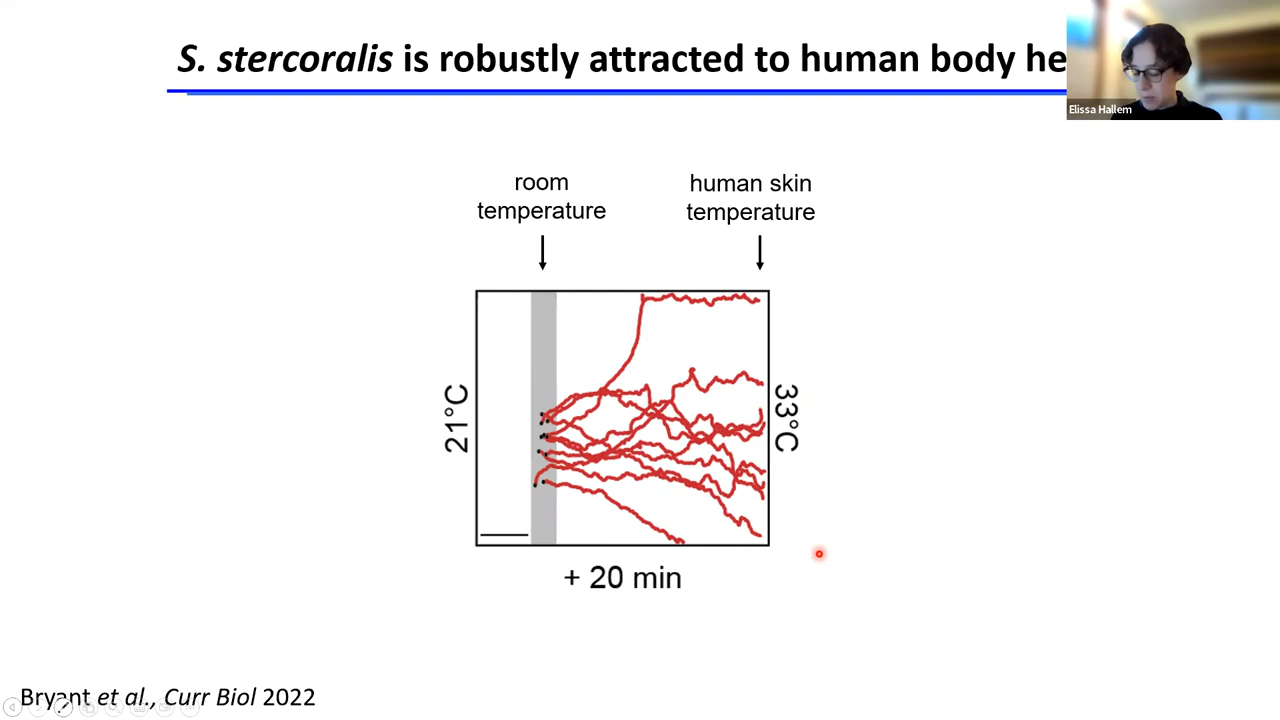 S. stercoralis is robustly attracted to human body he
Elissa Hallem
room
temperature
human skin
temperature
21°C
33°C
+ 20 min
Bryant et al., Curr Biol 2022